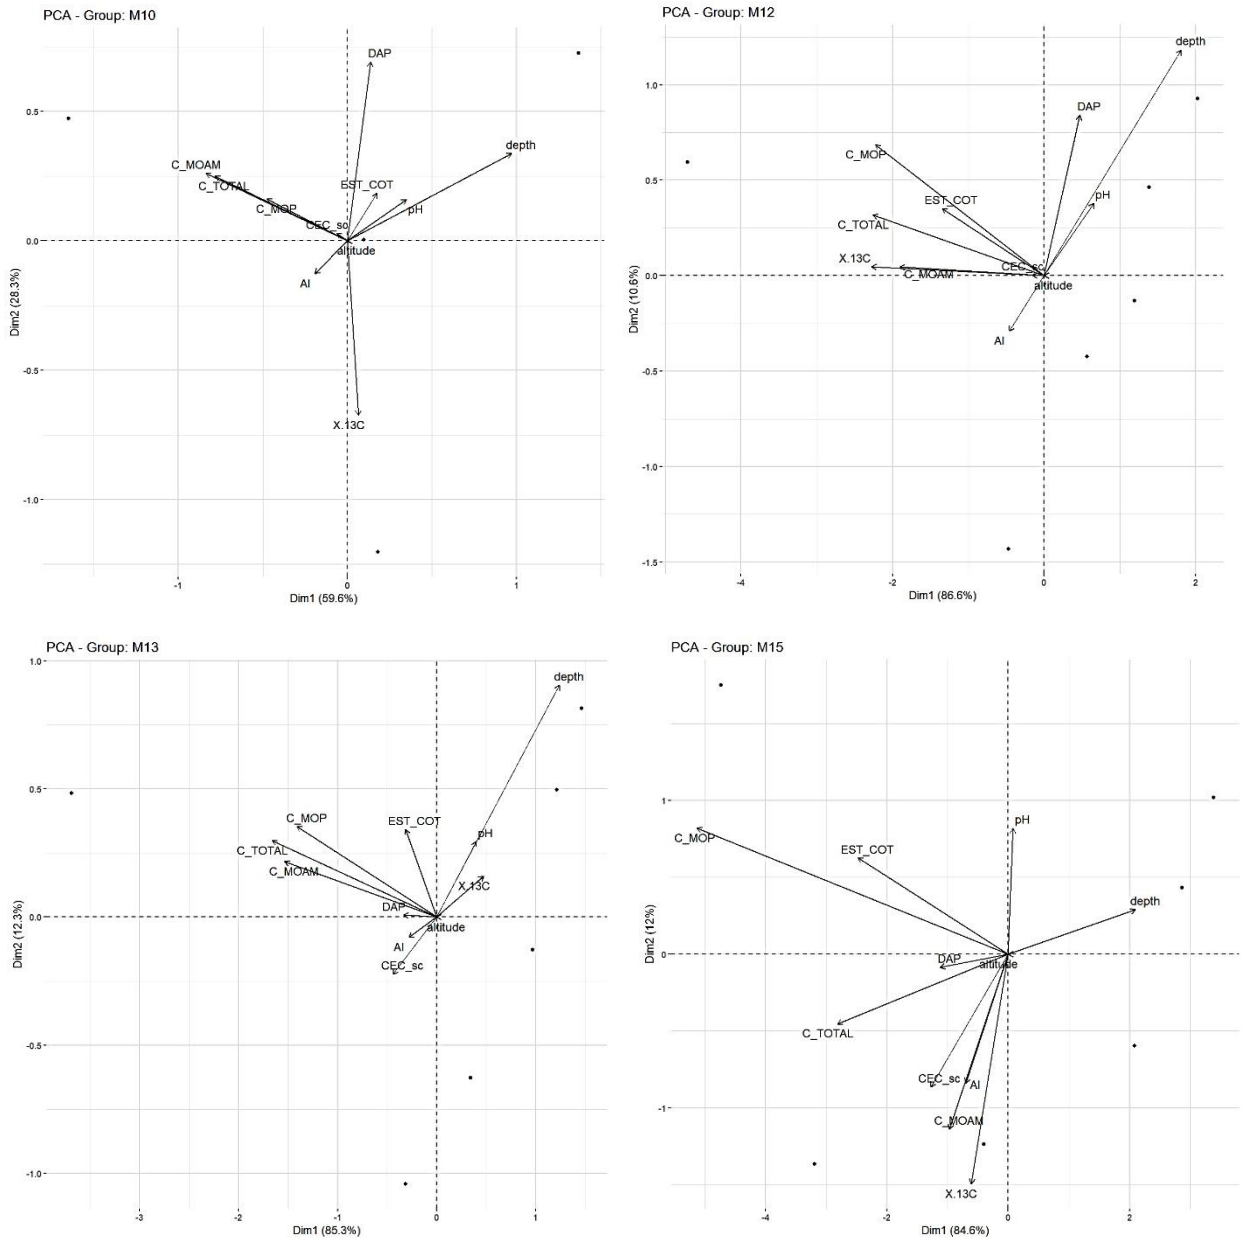 PCA - Group: M10
DAP
0.5
depth
C_MOAM
C_TOTAL
EST_COT
C_MOP
pH
CEC_sc
0.0
altitude
Al
Dim2 (28.3%)
-0.5
X.13C
-1.0
-1
0
1
Dim1 (59.6%)
PCA - Group: M12
depth
1.0
DAP
C_MOP
0.5
EST_COT
pH
C_TOTAL
X.13C
CEC_sc
C_MOAM
0.0
altitude
Al
Dim2 (10.6%)
-0.5
-1.0
-1.5
-4
-2
0
2
Dim1 (86.6%)
PCA - Group: M13
1.0
depth
0.5
C_MOP
EST_COT
pH
C_TOTAL
C_MOAM
X.13C
DAP
0.0
altitude
Al
CEC_sc
Dim2 (12.3%)
-0.5
-1.0
-3
-2
-1
0
1
Dim1 (85.3%)
PCA - Group: M15
1
pH
C_MOP
EST_COT
depth
0
DAP
altitude
Dim2 (12%)
C_TOTAL
CEC_sc
Al
-1
C_MOAM
X.13C
-4
-2
0
2
Dim1 (84.6%)